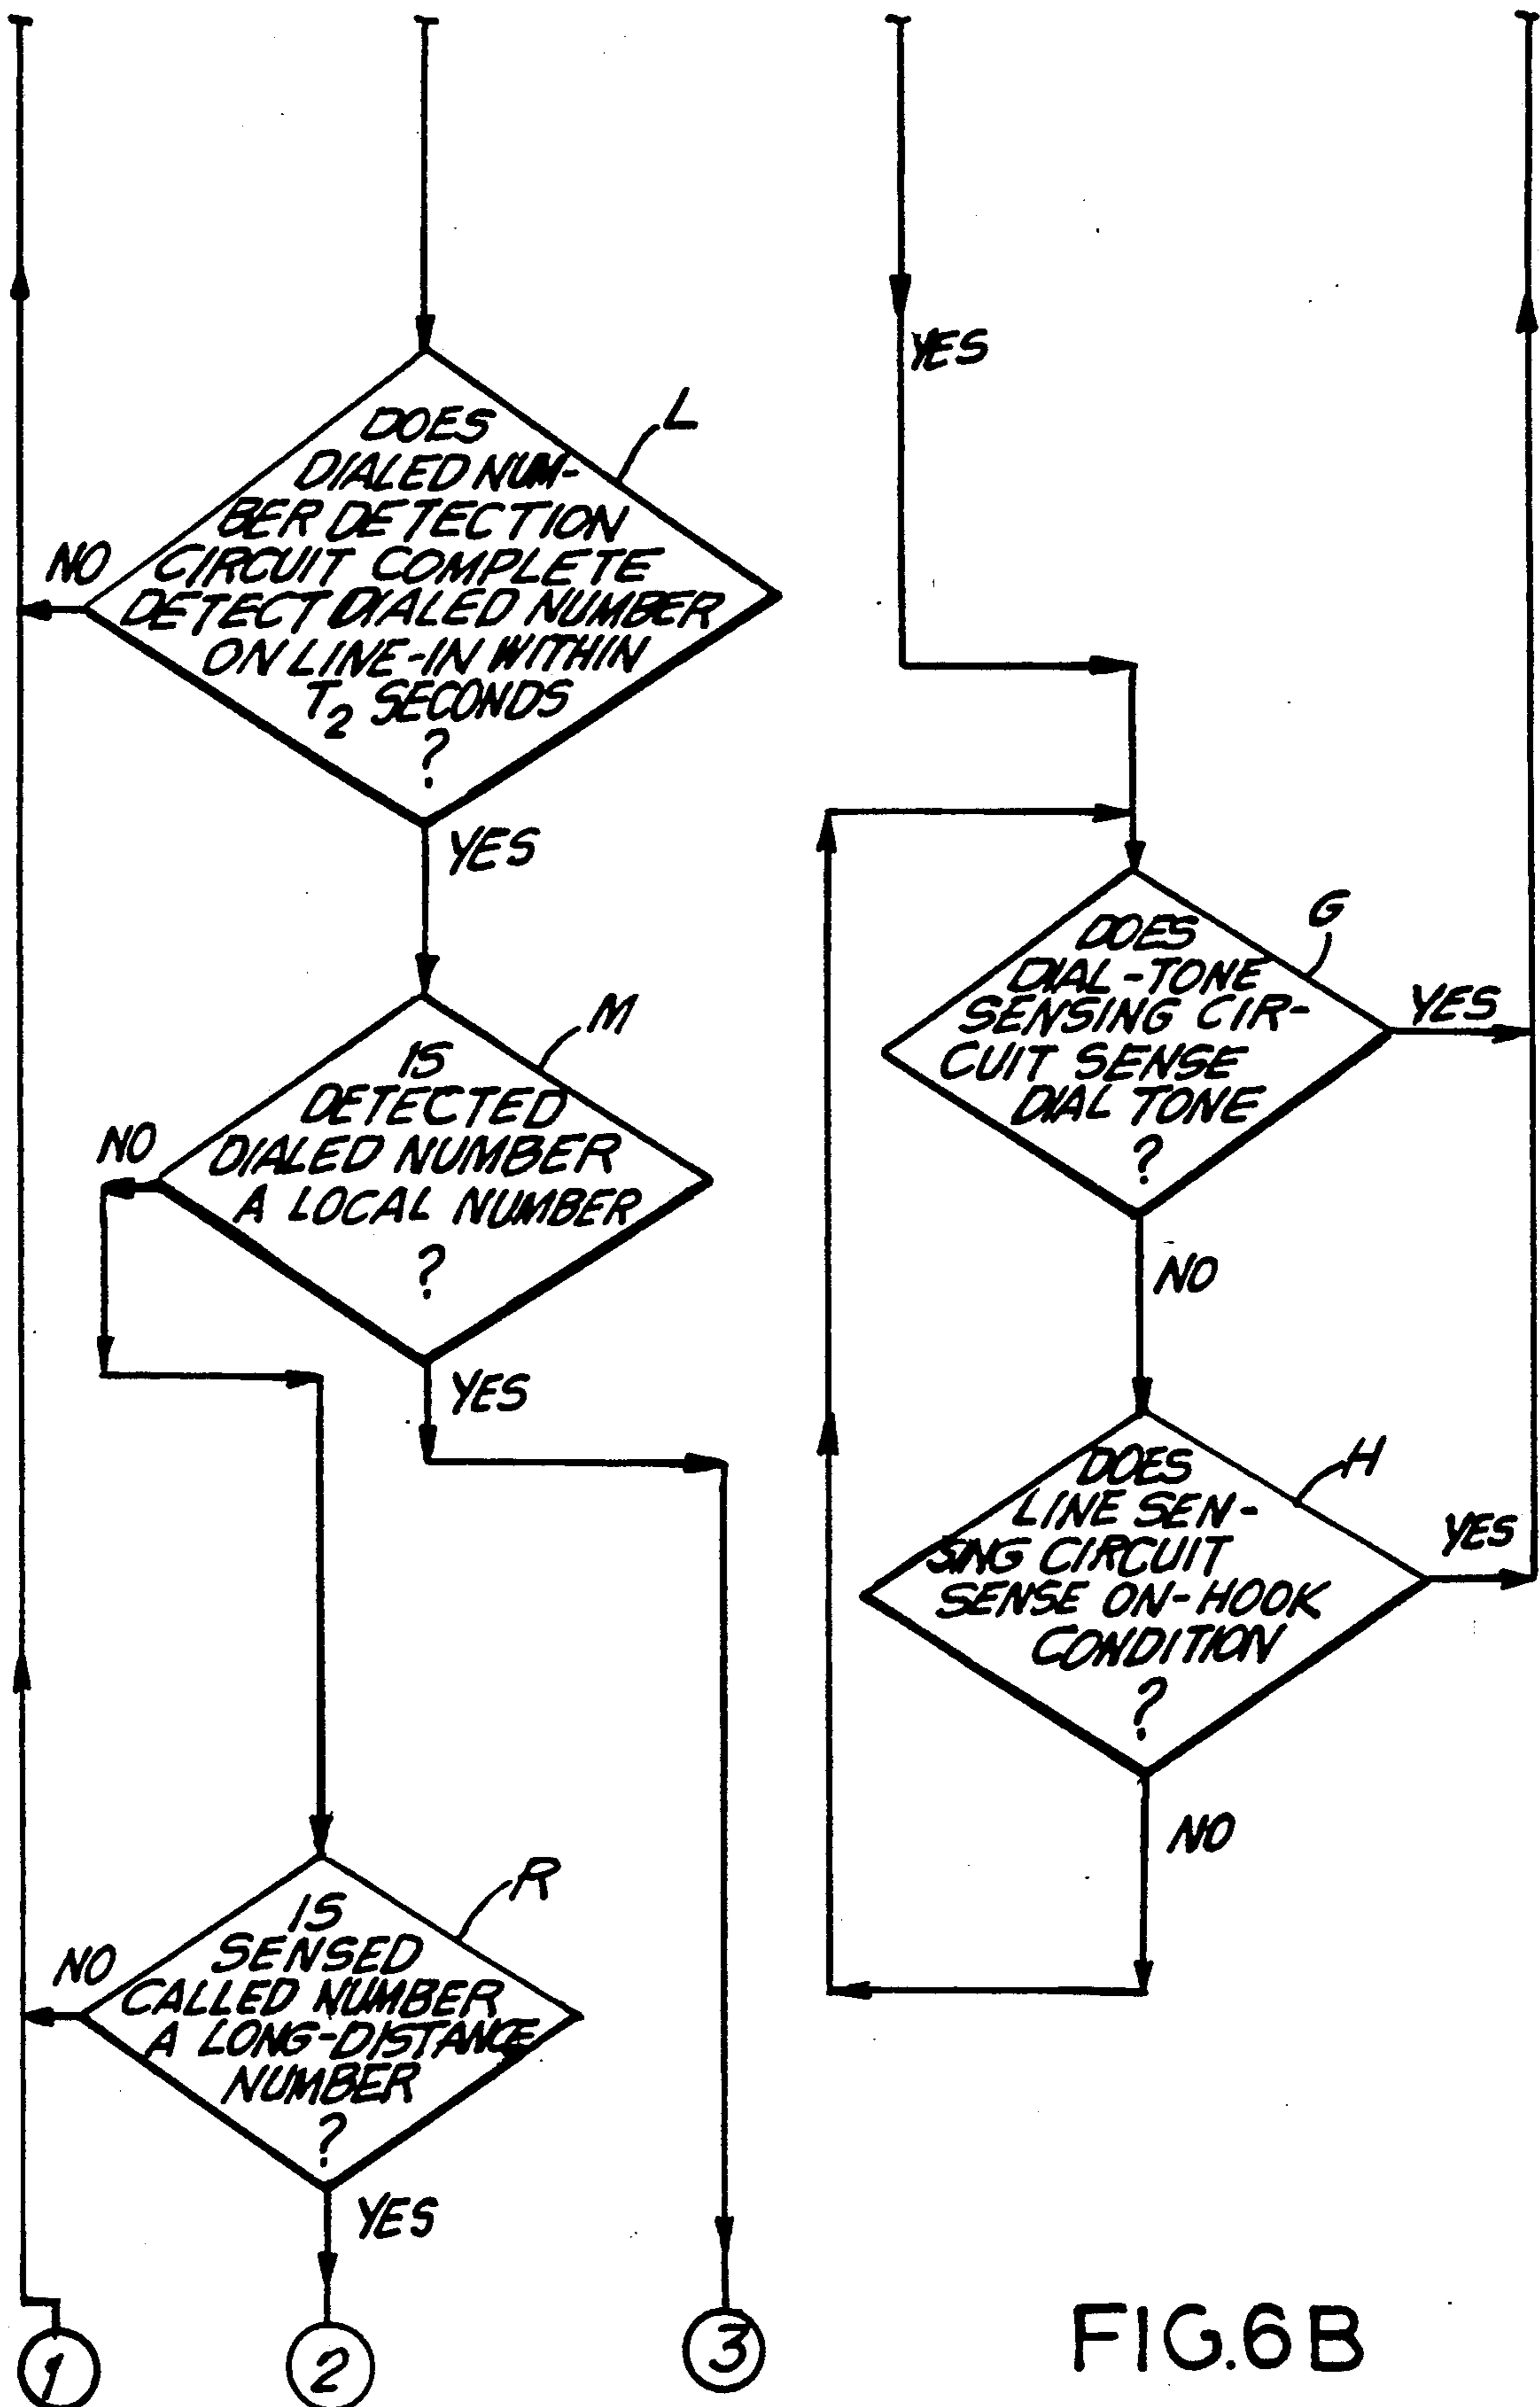 L
DOES
DIALED NUM-
BER DETECTION
CIRCUIT COMPLETE
DETECT DIALED NUMBER
ON LINE-IN WITHIN
T2 SECONDS
?
NO
YES
M
IS
DETECTED
DIALED NUMBER
A LOCAL NUMBER
?
NO
YES
R
IS
SENSED
CALLED NUMBER
A LONG-DISTANCE
NUMBER
?
NO
YES
1
2
3
YES
G
DOES
DIAL-TONE
SENSING CIR-
CUIT SENSE
DIAL TONE
?
YES
NO
H
DOES
LINE SEN-
SING CIRCUIT
SENSE ON-HOOK
CONDITION
?
YES
NO
FIG.6B